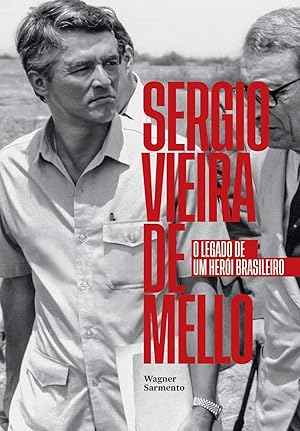 SERGIO
VIEIRA
DE
O LEGADO DE
UM HERÓI BRASILEIRO
MELLO
Wagner
Sarmento